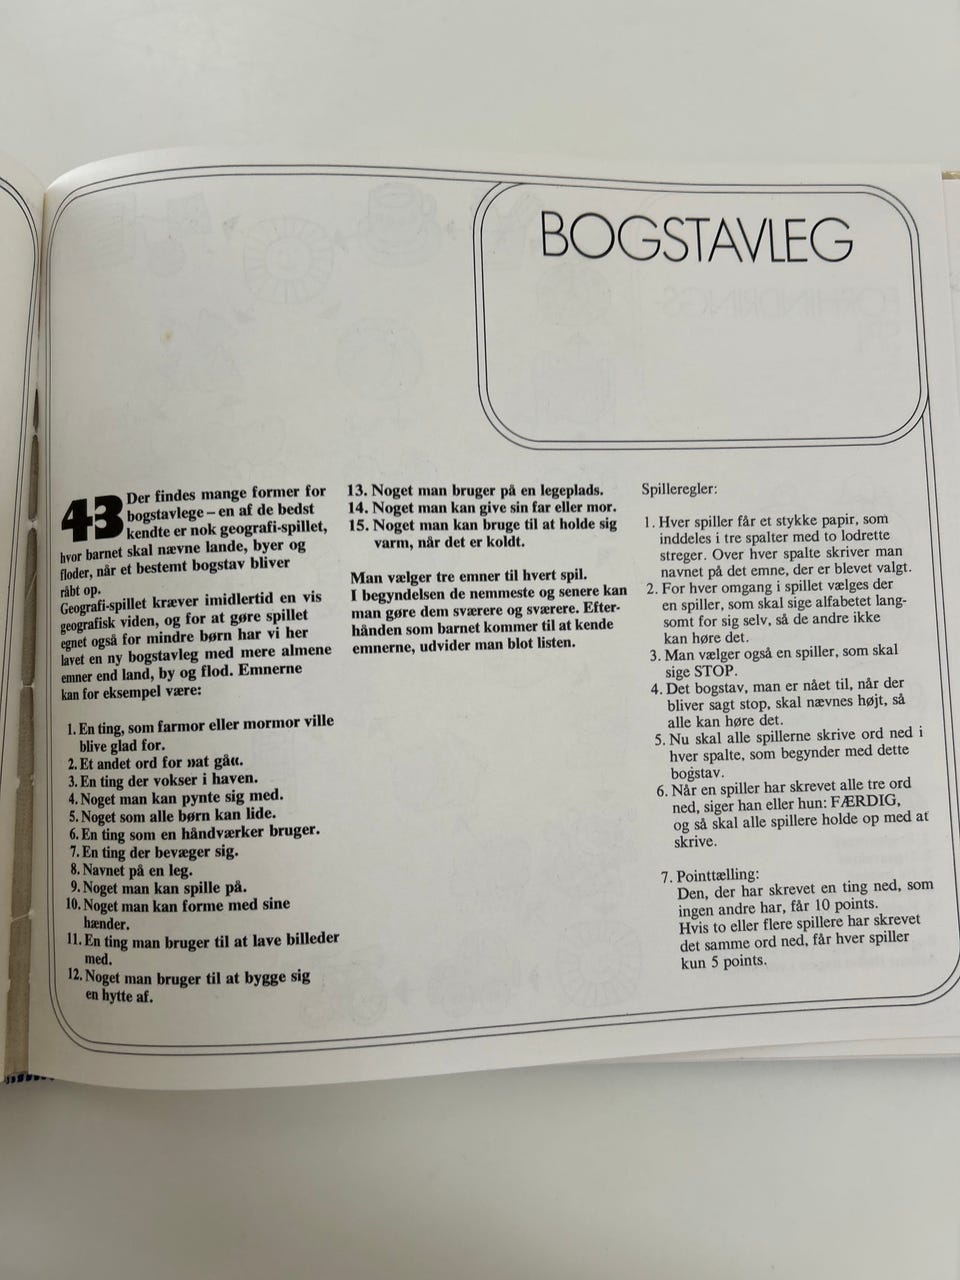 BOGSTAVLEG
43 Der findes mange former for
bogstavlege – en af de bedst
kendte er nok geografi-spillet,
hvor barnet skal nævne lande, byer og
floder, når et bestemt bogstav bliver
råbt op.
Geografi-spillet kræver imidlertid en vis
geografisk viden, og for at gøre spillet
egnet også for mindre børn har vi her
lavet en ny bogstavleg med mere almene
emner end land, by og flod. Emnerne
kan for eksempel være:
1. En ting, som farmor eller mormor ville
blive glad for.
2. Et andet ord for »at gå«.
3. En ting der vokser i haven.
4. Noget man kan pynte sig med.
5. Noget som alle børn kan lide.
6. En ting som en håndværker bruger.
7. En ting der bevæger sig.
8. Navnet på en leg.
9. Noget man kan spille på.
10. Noget man kan forme med sine
hænder.
11. En ting man bruger til at lave billeder
med.
12. Noget man bruger til at bygge sig
en hytte af.
13. Noget man bruger på en legeplads.
14. Noget man kan give sin far eller mor.
15. Noget man kan bruge til at holde sig
varm, når det er koldt.
Man vælger tre emner til hvert spil.
I begyndelsen de nemmeste og senere kan
man gøre dem sværere og sværere. Efter-
hånden som barnet kommer til at kende
emnerne, udvider man blot listen.
Spilleregler:
1. Hver spiller får et stykke papir, som
inddeles i tre spalter med to lodrette
streger. Over hver spalte skriver man
navnet på det emne, der er blevet valgt.
2. For hver omgang i spillet vælges der
en spiller, som skal sige alfabetet lang-
somt for sig selv, så de andre ikke
kan høre det.
3. Man vælger også en spiller, som skal
sige STOP.
4. Det bogstav, man er nået til, når der
bliver sagt stop, skal nævnes højt, så
alle kan høre det.
5. Nu skal alle spillerne skrive ord ned i
hver spalte, som begynder med dette
bogstav.
6. Når en spiller har skrevet alle tre ord
ned, siger han eller hun: FÆRDIG,
og så skal alle spillere holde op med at
skrive.
7. Pointtælling:
Den, der har skrevet en ting ned, som
ingen andre har, får 10 points.
Hvis to eller flere spillere har skrevet
det samme ord ned, får hver spiller
kun 5 points.